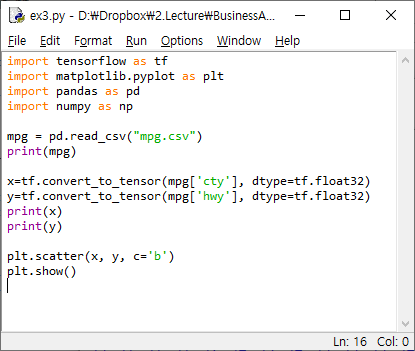 ex3.py - D:₩Dropbox₩2.Lecture₩BusinessA...
File Edit Format Run Options Window Help
import tensorflow as tf
import matplotlib.pyplot as plt
import pandas as pd
import numpy as np
mpg = pd.read_csv("mpg.csv")
print(mpg)
x=tf.convert_to_tensor(mpg['cty'], dtype=tf.float32)
y=tf.convert_to_tensor(mpg['hwy'], dtype=tf.float32)
print(x)
print(y)
plt.scatter(x, y, c='b')
plt.show()
Ln: 16 Col: 0